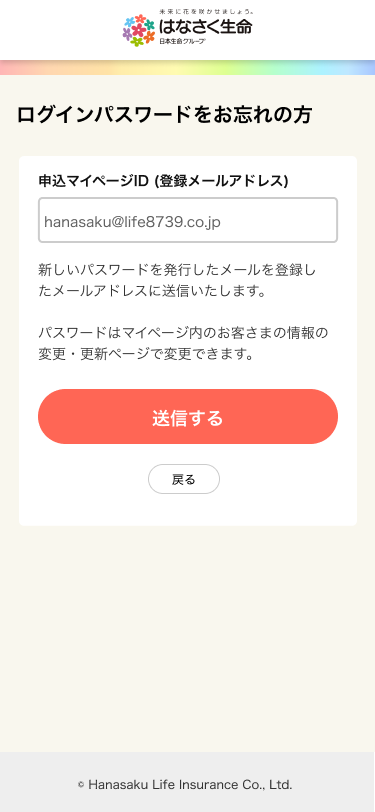 未来に花を咲かせましょう。
はなさく生命
日本生命グループ
ログインパスワードをお忘れの方
申込マイページID (登録メールアドレス)
hanasaku@life8739.co.jp
新しいパスワードを発行したメールを登録し
たメールアドレスに送信いたします。
パスワードはマイページ内のお客さまの情報の
変更・更新ページで変更できます。
送信する
戻る
© Hanasaku Life Insurance Co., Ltd.